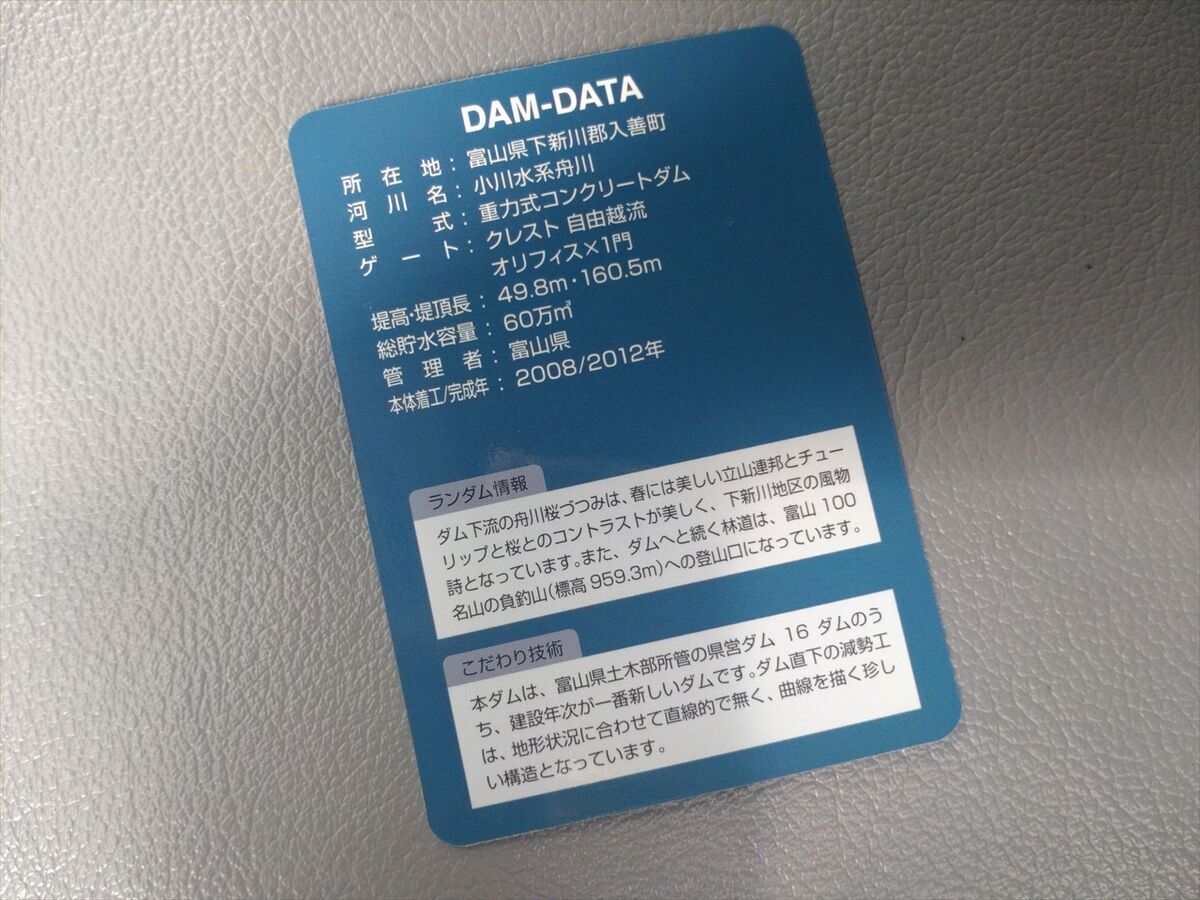 DAM-DATA
所在地：富山県下新川郡入善町
河川名：小川水系舟川
型式：重力式コンクリートダム
ゲート：クレスト 自由越流
オリフィス×1門
堤高・堤頂長：49.8m・160.5m
総貯水容量：60万㎥
管理者：富山県
本体着工/完成年：2008/2012年
ランダム情報
ダム下流の舟川桜づつみは、春には美しい立山連邦とチュー
リップと桜とのコントラストが美しく、下新川地区の風物
詩となっています。また、ダムへと続く林道は、富山 100
名山の負釣山(標高 959.3m)への登山口になっています。
こだわり技術
本ダムは、富山県土木部所管の県営ダム 16 ダムのう
ち、建設年次が一番新しいダムです。ダム直下の減勢工
は、地形状況に合わせて直線的で無く、曲線を描く珍し
い構造となっています。